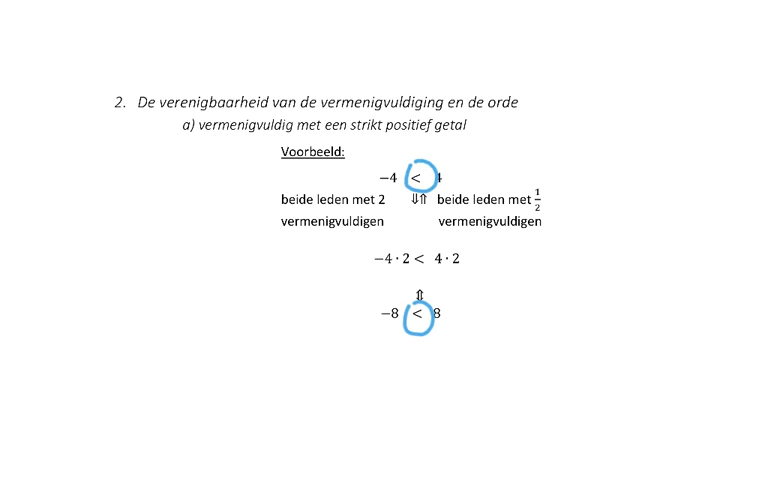 2. De verenigbaarheid van de vermenigvuldiging en de orde
a) vermenigvuldig met een strikt positief getal
Voorbeeld:
−4 < 4
beide leden met 2 ⇓⇑ beide leden met 1/2
vermenigvuldigen vermenigvuldigen
−4 · 2 < 4 · 2
⇕
−8 < 8